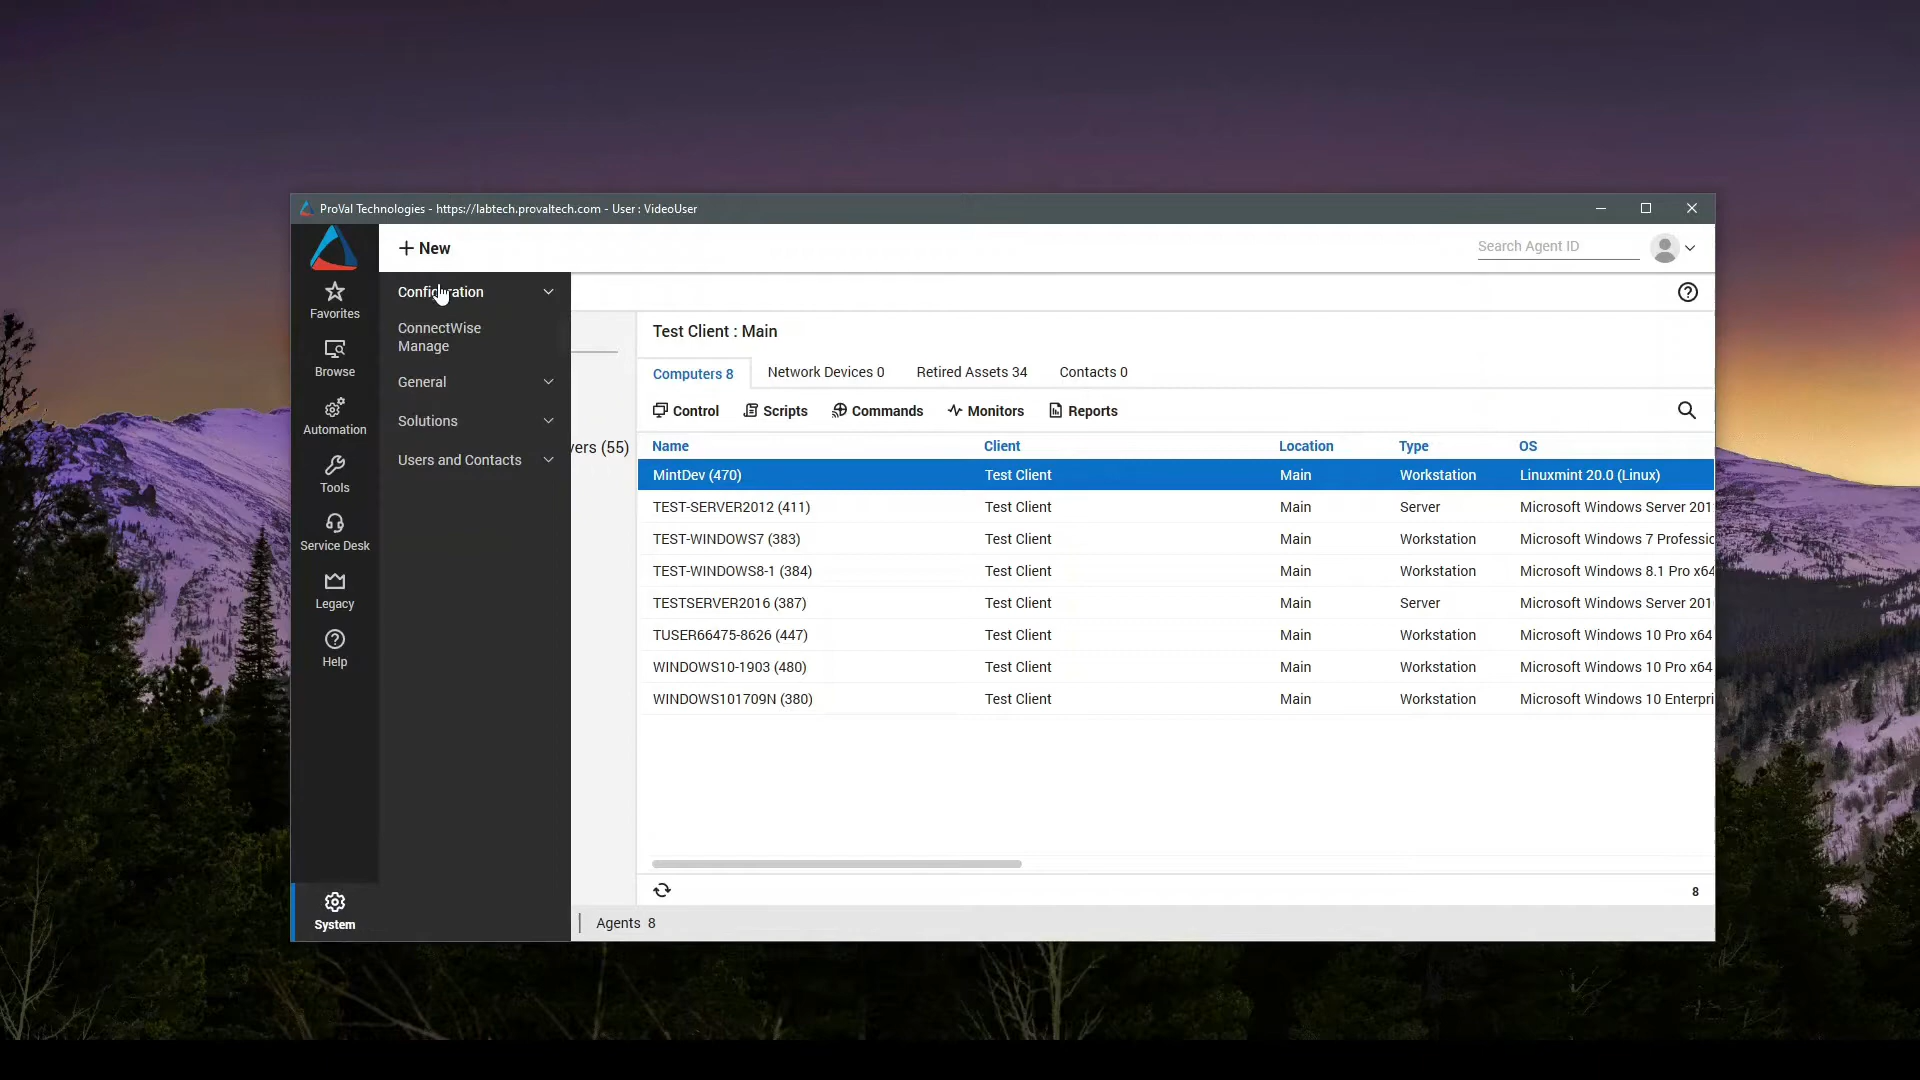 ProVal Technologies - https://labtech.provaltech.com - User : VideoUser
New
Search Agent ID
Favorites
Browse
Automation
Tools
Service Desk
Legacy
Help
System
Configuration
ConnectWise
Manage
General
Solutions
Users and Contacts
vers (55)
Test Client : Main
Computers 8 Network Devices 0 Retired Assets 34 Contacts 0
Control Scripts Commands Monitors Reports
Name Client Location Type OS
MintDev (470) Test Client Main Workstation Linuxmint 20.0 (Linux)
TEST-SERVER2012 (411) Test Client Main Server Microsoft Windows Server 201
TEST-WINDOWS7 (383) Test Client Main Workstation Microsoft Windows 7 Professic
TEST-WINDOWS8-1 (384) Test Client Main Workstation Microsoft Windows 8.1 Pro x64
TESTSERVER2016 (387) Test Client Main Server Microsoft Windows Server 201
TUSER66475-8626 (447) Test Client Main Workstation Microsoft Windows 10 Pro x64
WINDOWS10-1903 (480) Test Client Main Workstation Microsoft Windows 10 Pro x64
WINDOWS101709N (380) Test Client Main Workstation Microsoft Windows 10 Enterpri
8
Agents 8